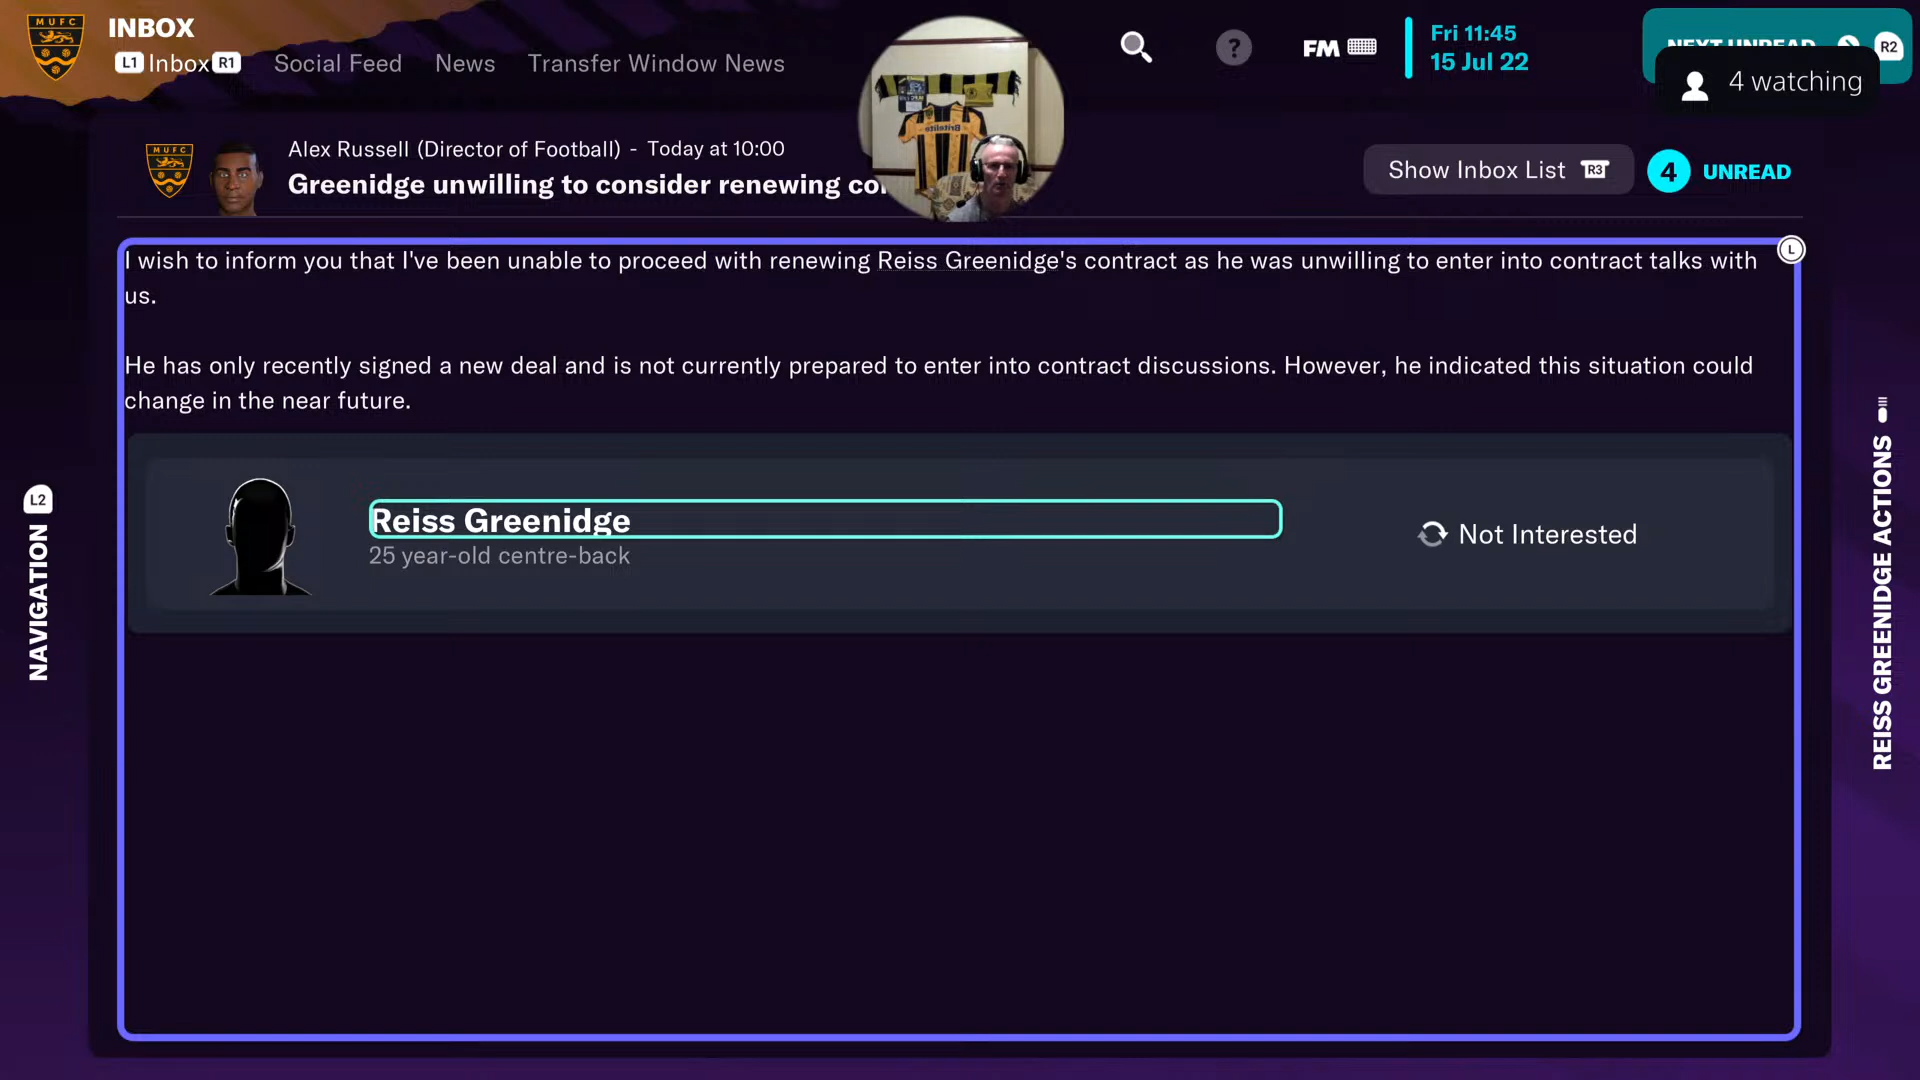 MUFC
INBOX
L1 Inbox R1 Social Feed News Transfer Window News
?
FM
Fri 11:45
15 Jul 22
NEXT UNREAD R2
4 watching
MUFC
Alex Russell (Director of Football) - Today at 10:00
Greenidge unwilling to consider renewing
Show Inbox List R3
4 UNREAD
L
I wish to inform you that I've been unable to proceed with renewing Reiss Greenidge's contract as he was unwilling to enter into contract talks with
us.
He has only recently signed a new deal and is not currently prepared to enter into contract discussions. However, he indicated this situation could
change in the near future.
Reiss Greenidge
25 year-old centre-back
Not Interested
L2
NAVIGATION
REISS GREENIDGE ACTIONS